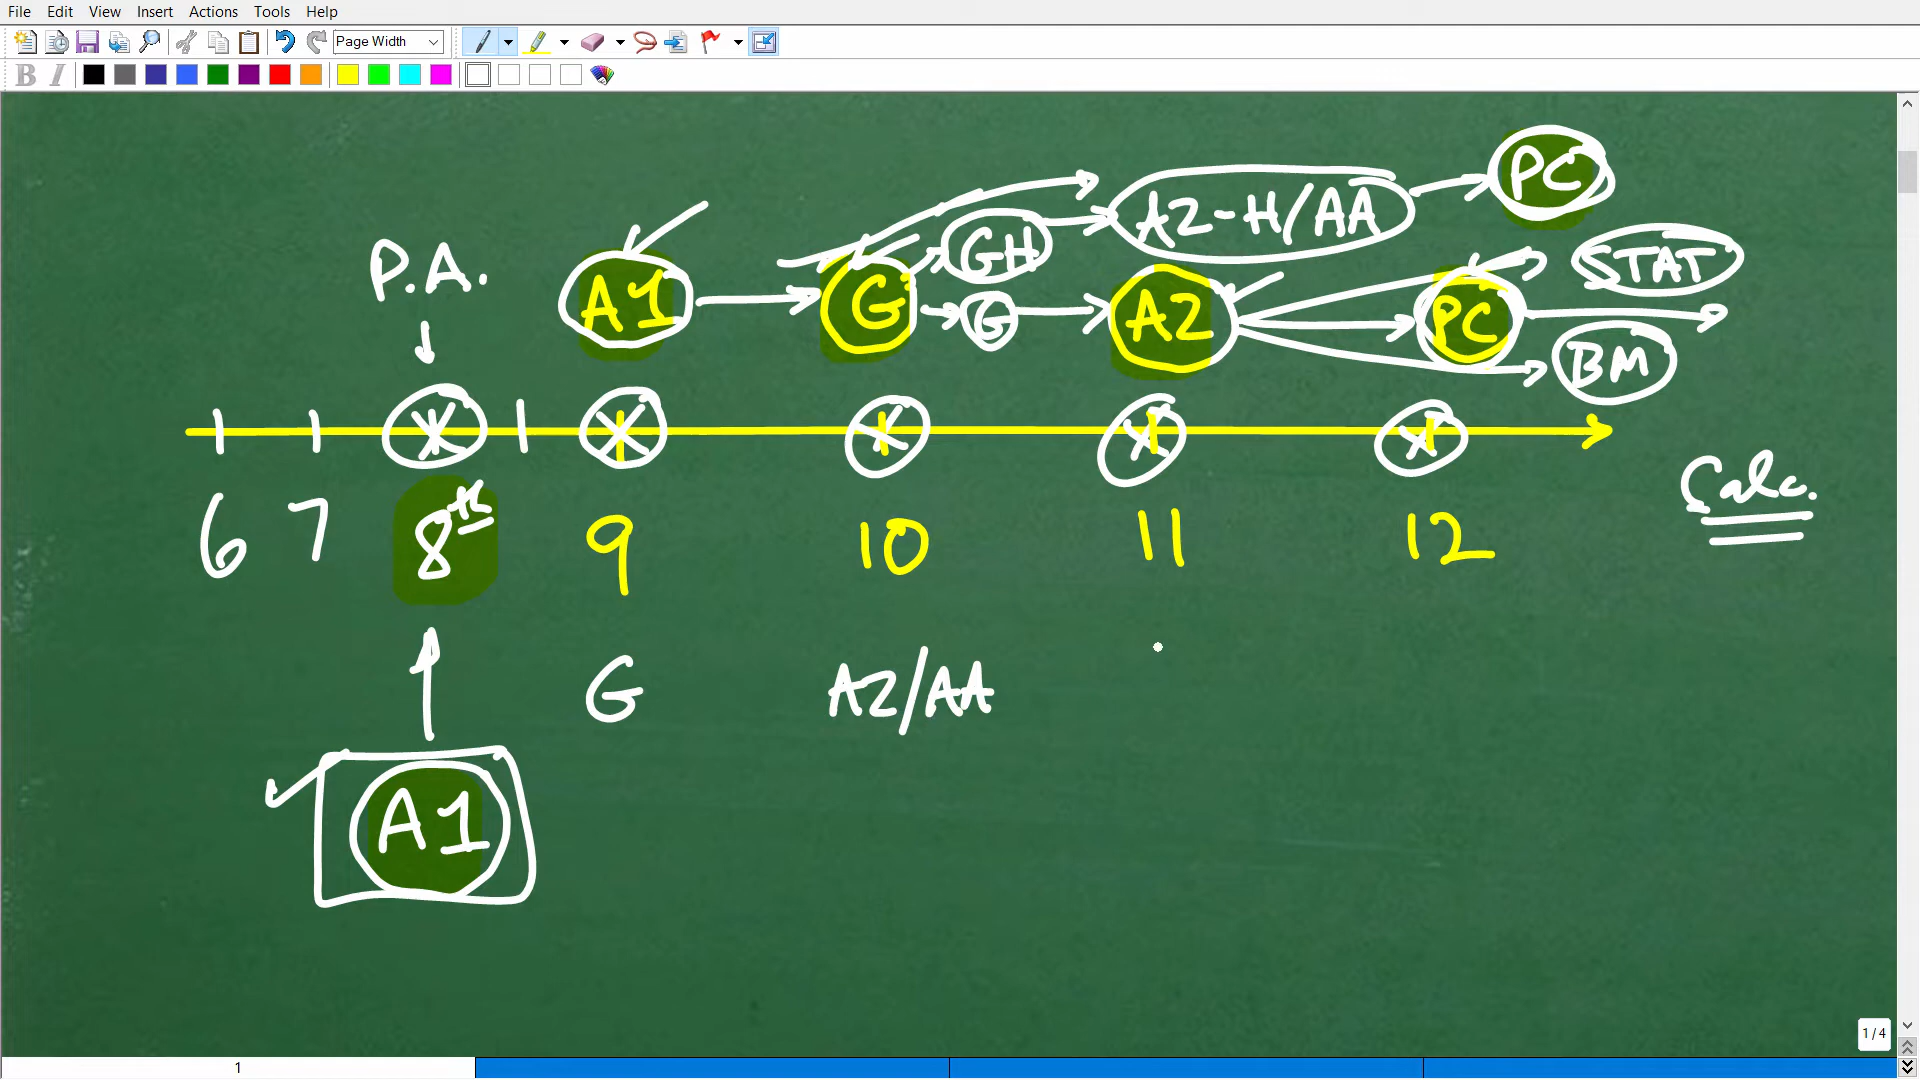 File Edit View Insert Actions Tools Help
Page Width
B I
PC
A2-H/AA
GH
STAT
P.A.
A1 G G A2 PC
BM
Calc.
6 7 8th 9 10 11 12
G A2/AA
A1
1/4
1